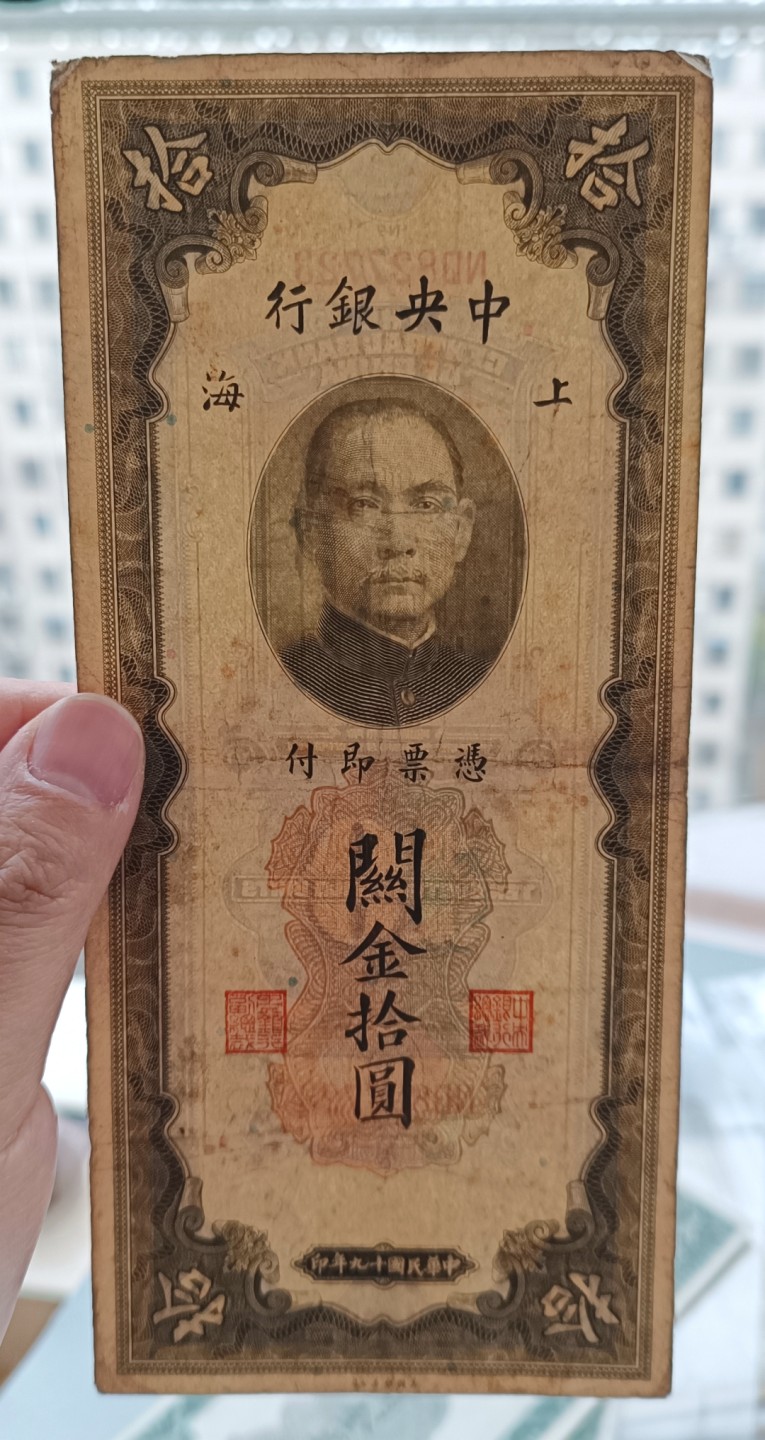 拾 拾
中央銀行
上海
憑票即付
關金拾圓
中華民國十九年印
拾 拾